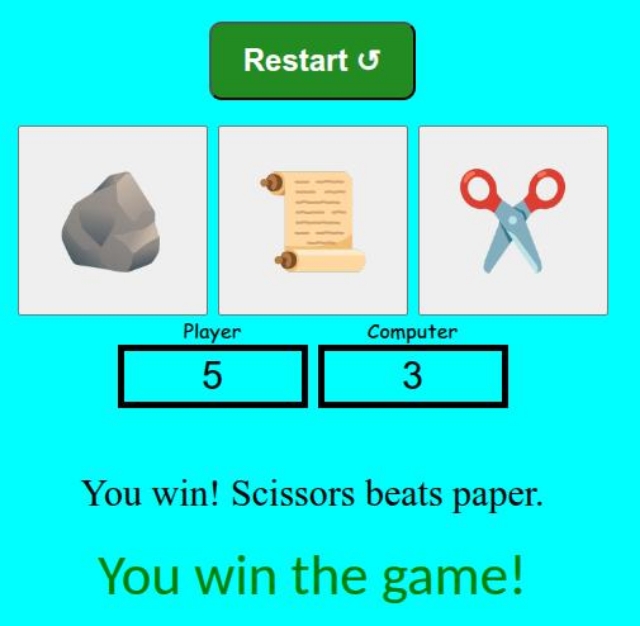 Restart ↺
Player Computer
5 3
You win! Scissors beats paper.
You win the game!